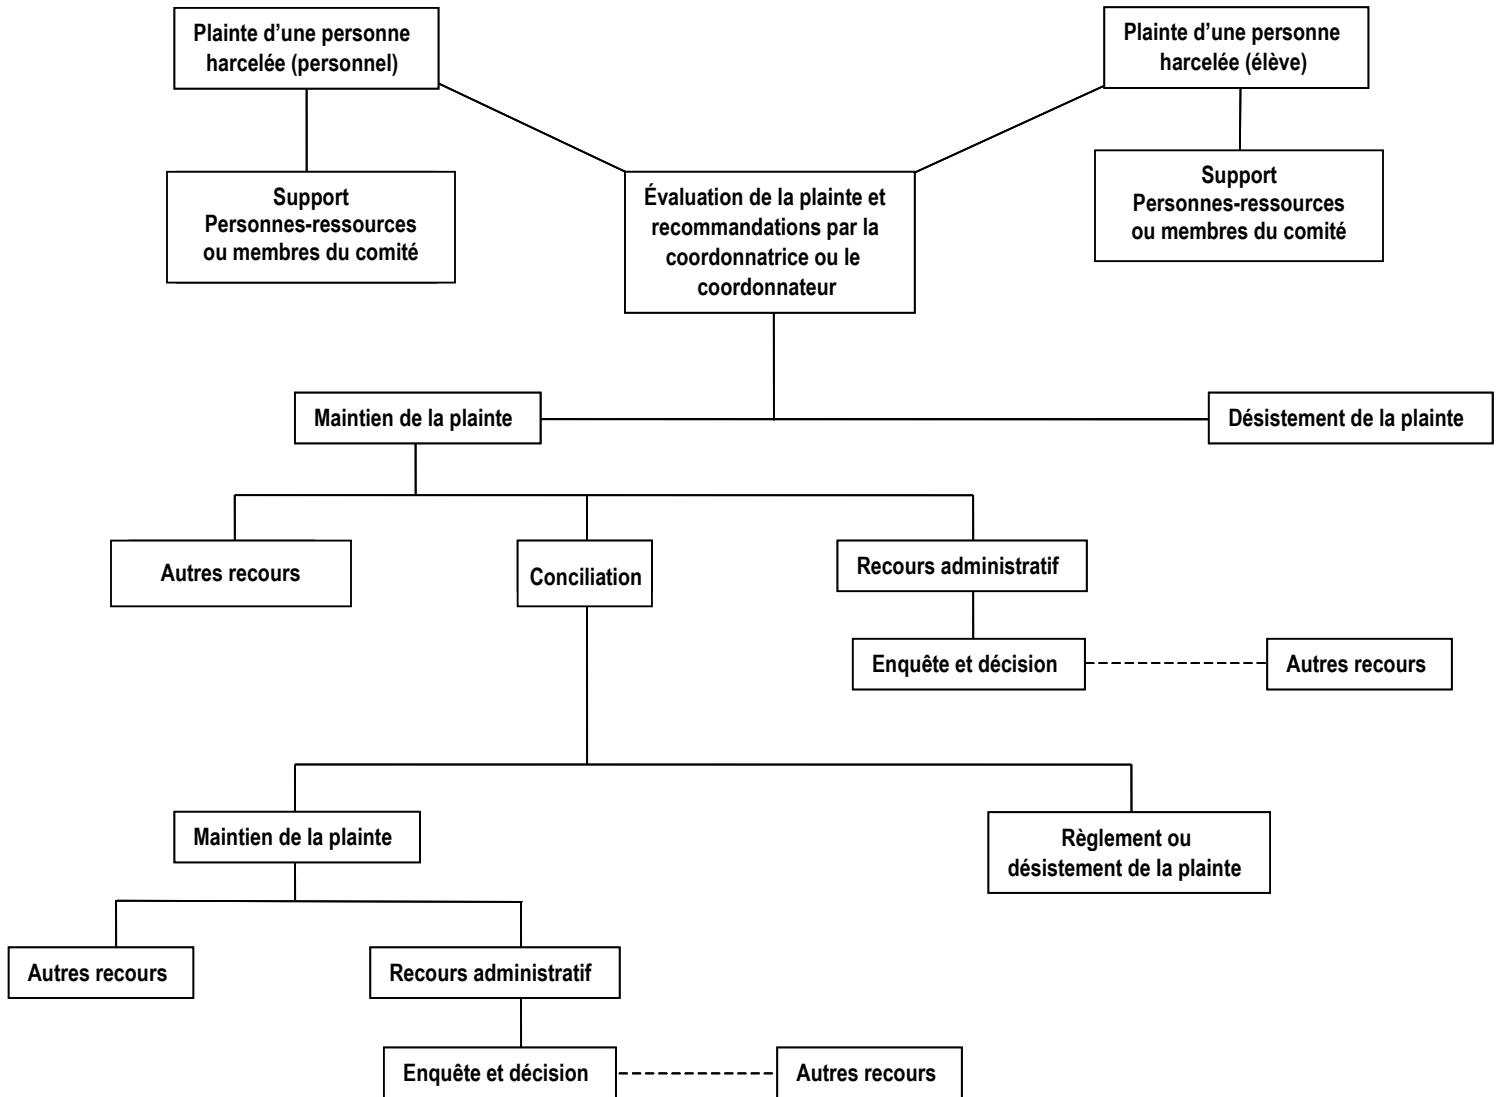 Plainte d’une personne
harcelée (personnel)
Plainte d’une personne
harcelée (élève)
Support
Personnes-ressources
ou membres du comité
Évaluation de la plainte et
recommandations par la
coordonnatrice ou le
coordonnateur
Support
Personnes-ressources
ou membres du comité
Maintien de la plainte
Désistement de la plainte
Autres recours
Conciliation
Recours administratif
Enquête et décision
Autres recours
Maintien de la plainte
Règlement ou
désistement de la plainte
Autres recours
Recours administratif
Enquête et décision
Autres recours